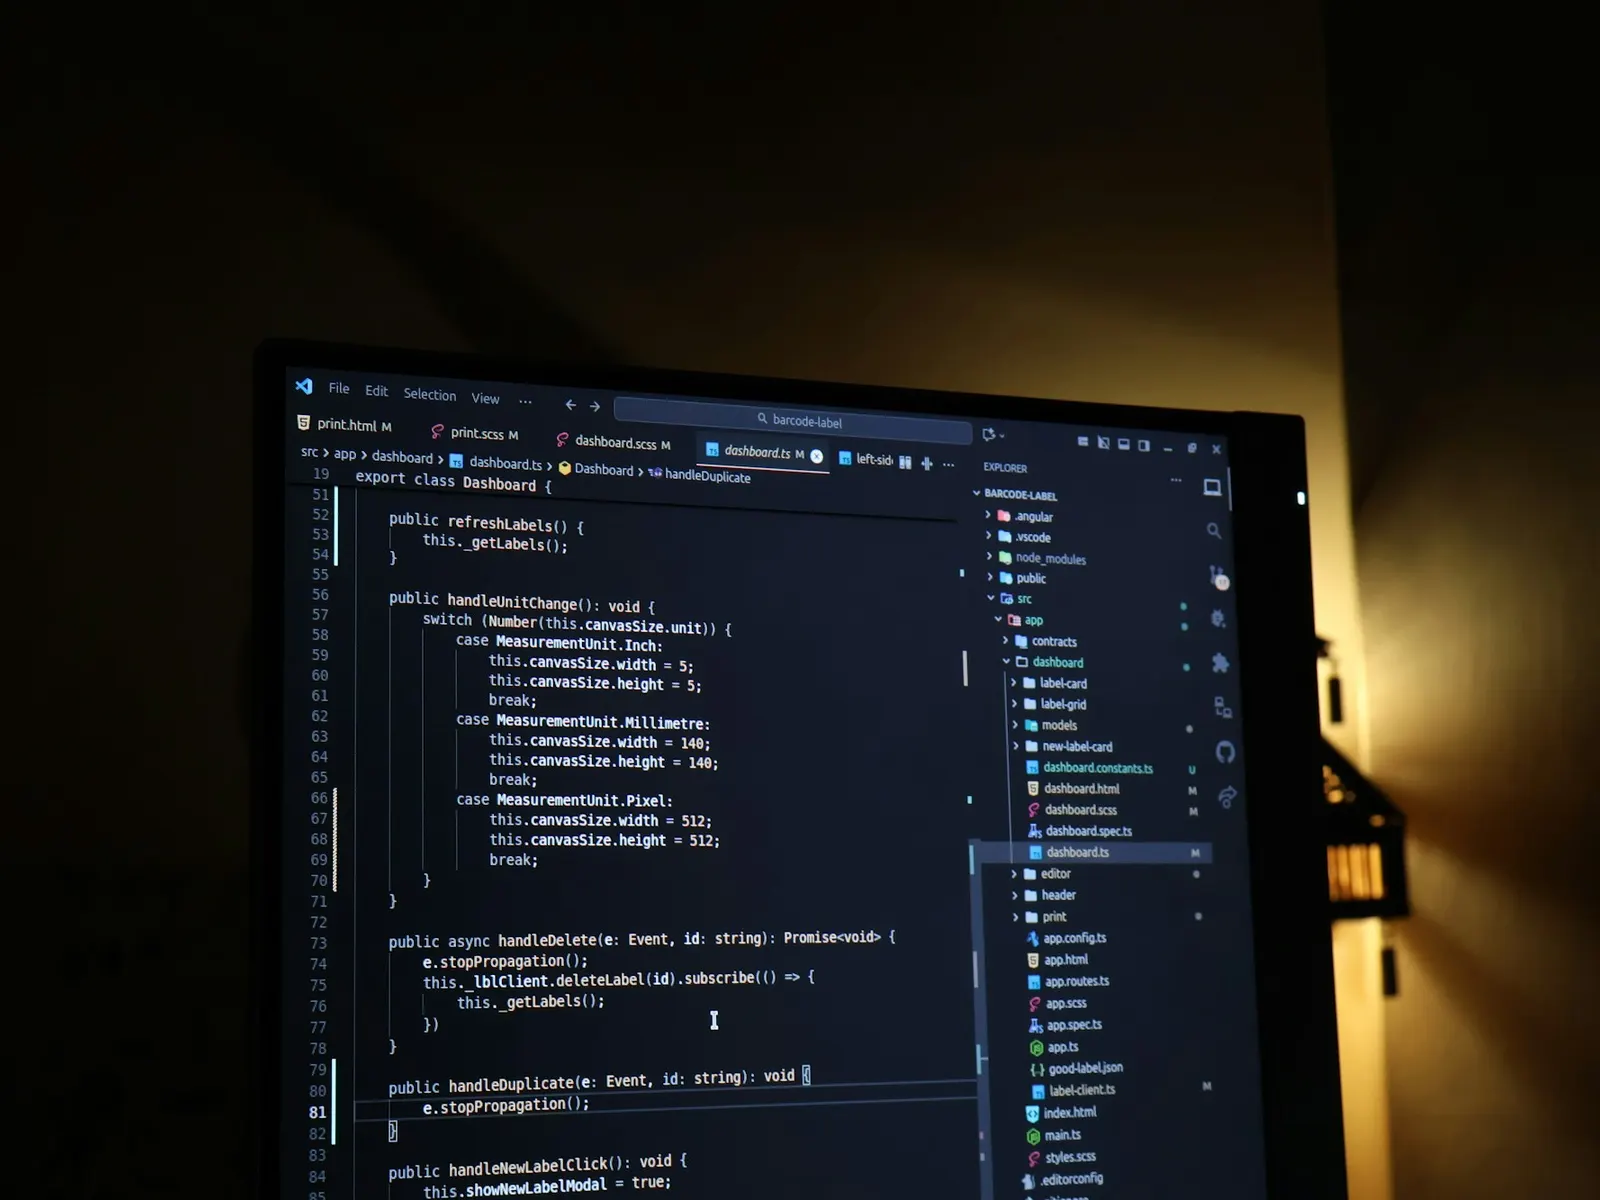 File Edit Selection View ···
barcode-label
print.html M print.scss M dashboard.scss M dashboard.ts M left-sid
src > app > dashboard > dashboard.ts > Dashboard > handleDuplicate
19 export class Dashboard {
51
52 public refreshLabels() {
53 this._getLabels();
54 }
55
56 public handleUnitChange(): void {
57 switch (Number(this.canvasSize.unit)) {
58 case MeasurementUnit.Inch:
59 this.canvasSize.width = 5;
60 this.canvasSize.height = 5;
61 break;
62 case MeasurementUnit.Millimetre:
63 this.canvasSize.width = 140;
64 this.canvasSize.height = 140;
65 break;
66 case MeasurementUnit.Pixel:
67 this.canvasSize.width = 512;
68 this.canvasSize.height = 512;
69 break;
70 }
71 }
72
73 public async handleDelete(e: Event, id: string): Promise<void> {
74 e.stopPropagation();
75 this._lblClient.deleteLabel(id).subscribe(() => {
76 this._getLabels();
77 })
78 }
79
80 public handleDuplicate(e: Event, id: string): void {
81 e.stopPropagation();
82 }
83
84 public handleNewLabelClick(): void {
85 this.showNewLabelModal = true;
EXPLORER ···
BARCODE-LABEL
.angular
.vscode
node_modules
public
src
app
contracts
dashboard
label-card
label-grid
models
new-label-card
dashboard.constants.ts U
dashboard.html M
dashboard.scss M
dashboard.spec.ts
dashboard.ts M
editor
header
print
app.config.ts
app.html
app.routes.ts
app.scss
app.spec.ts
app.ts
good-label.json
label-client.ts M
index.html
main.ts
styles.scss
.editorconfig